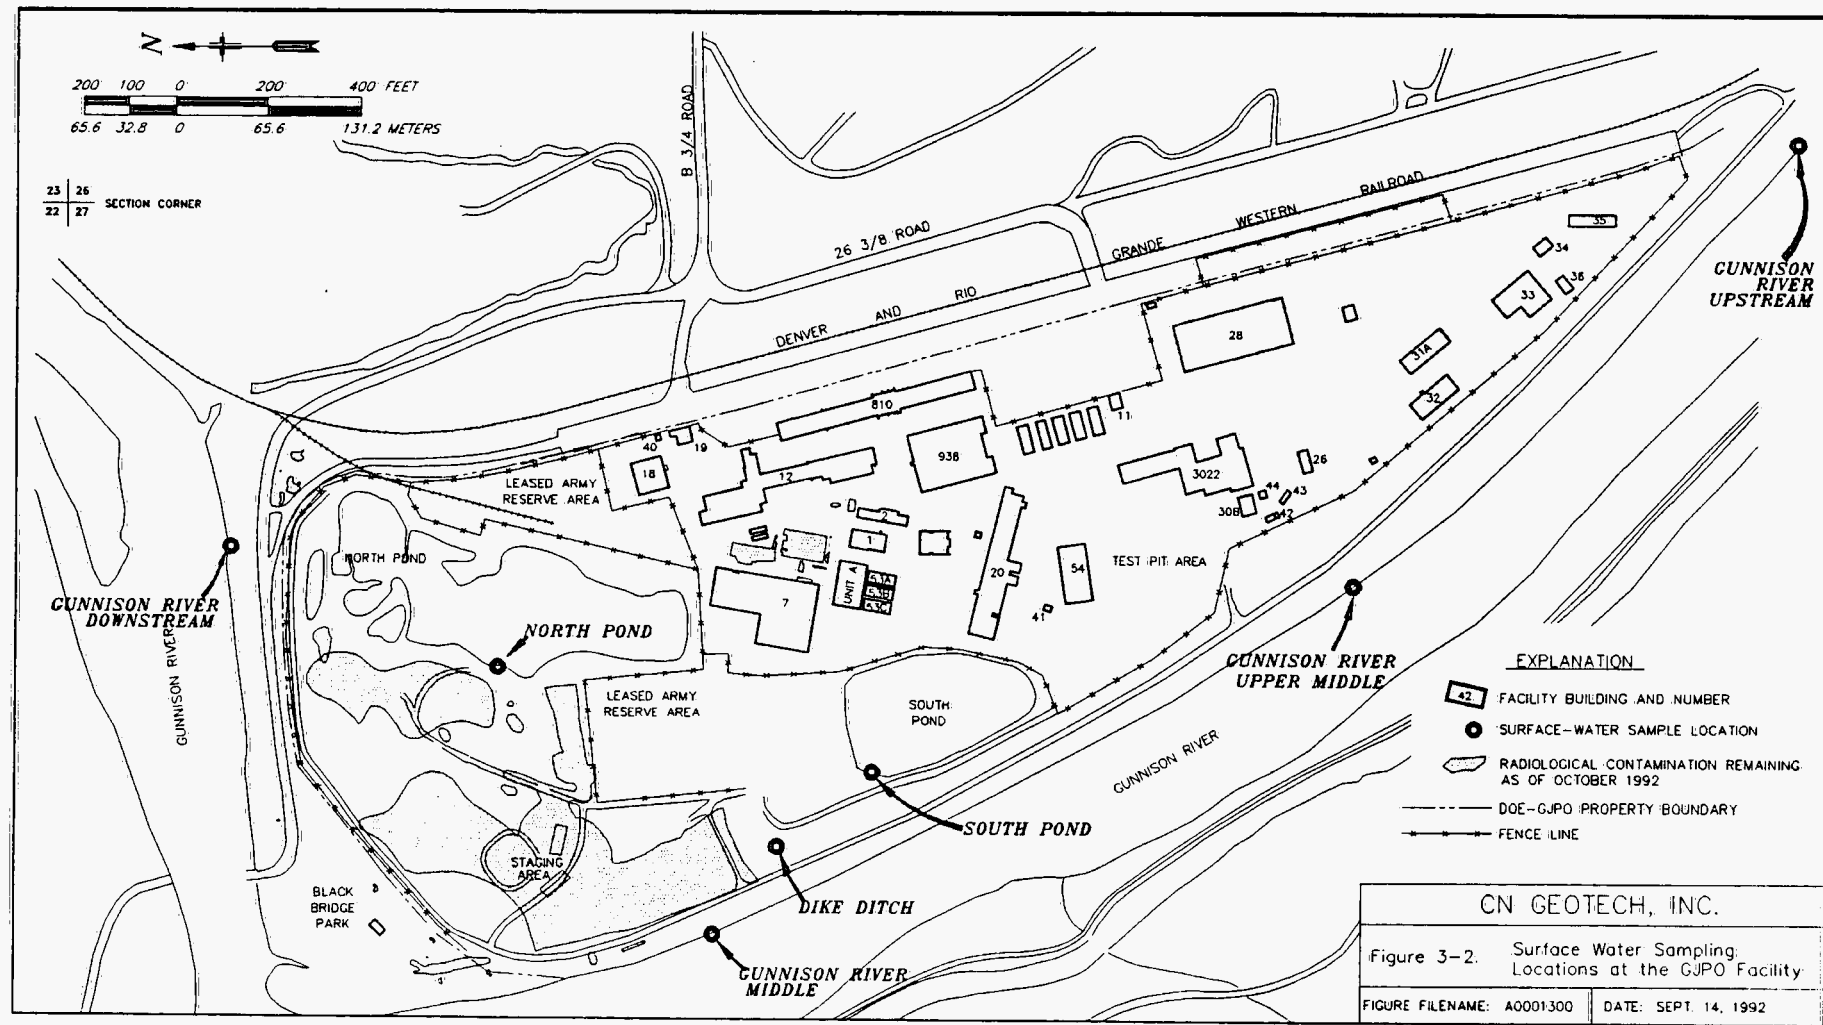 N
200' 100 0' 200' 400' FEET
65.6 32.8 0 65.6 131.2 METERS
23 26
22 27
SECTION CORNER
B 3/4 ROAD
26 3/8 ROAD
DENVER AND RIO GRANDE WESTERN RAILROAD
GUNNISON
RIVER
UPSTREAM
35
34
36
33
31A
32
28
11
810
938
12
19
40
18
LEASED ARMY
RESERVE AREA
3022
26
44
43
30B
42
2
1
UNIT A
53A
53B
53C
7
20
54
41
TEST PIT AREA
NORTH POND
GUNNISON RIVER
DOWNSTREAM
GUNNISON RIVER
NORTH POND
LEASED ARMY
RESERVE AREA
SOUTH
POND
GUNNISON RIVER
UPPER MIDDLE
GUNNISON RIVER
SOUTH POND
STAGING
AREA
DIKE DITCH
BLACK
BRIDGE
PARK
GUNNISON RIVER
MIDDLE
EXPLANATION
42 FACILITY BUILDING AND NUMBER
SURFACE-WATER SAMPLE LOCATION
RADIOLOGICAL CONTAMINATION REMAINING
AS OF OCTOBER 1992
DOE-GJPO PROPERTY BOUNDARY
FENCE LINE
CN GEOTECH, INC.
Figure 3-2. Surface Water Sampling
Locations at the GJPO Facility
FIGURE FILENAME: A0001300 DATE: SEPT. 14, 1992